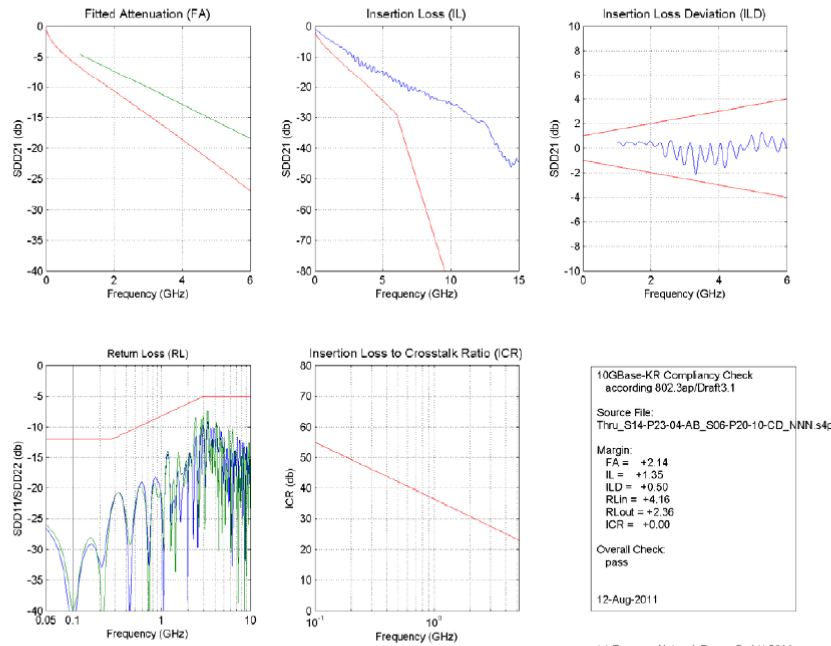 Fitted Attenuation (FA)
0
-5
-10
-15
-20
-25
-30
-35
-40
SDD21 (db)
0 2 4 6
Frequency (GHz)
Insertion Loss (IL)
0
-10
-20
-30
-40
-50
-60
-70
-80
SDD21 (db)
0 5 10 15
Frequency (GHz)
Insertion Loss Deviation (ILD)
10
8
6
4
2
0
-2
-4
-6
-8
-10
SDD21 (db)
0 2 4 6
Frequency (GHz)
Return Loss (RL)
0
-5
-10
-15
-20
-25
-30
-35
-40
SDD11/SDD22 (db)
0.05 0.1 1 10
Frequency (GHz)
Insertion Loss to Crosstalk Ratio (ICR)
80
70
60
50
40
30
20
10
0
ICR (db)
10-1 100
Frequency (GHz)
10GBase-KR Compliancy Check
according 802.3ap/Draft3.1
Source File:
Thru_S14-P23-04-AB_S06-P20-10-CD_NNN.s4p
Margin:
FA = +2.14
IL = +1.35
ILD = +0.50
RLin = +4.16
RLout = +2.36
ICR = +0.00
Overall Check:
pass
12-Aug-2011